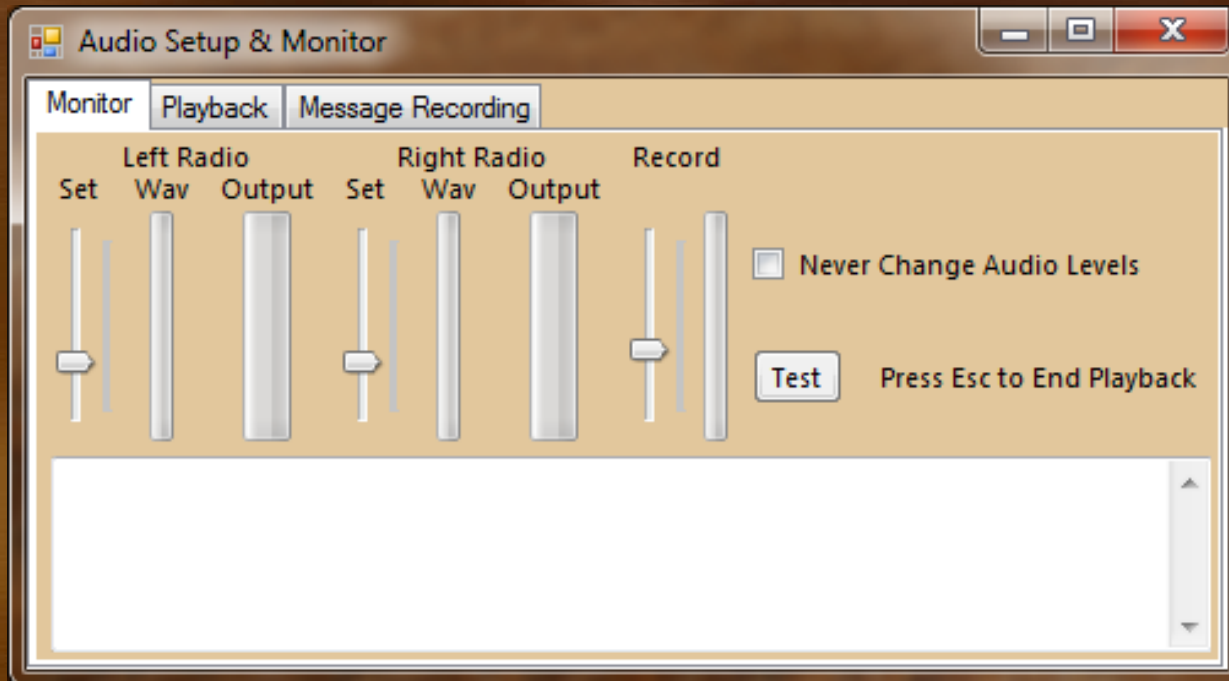 Audio Setup & Monitor
Monitor Playback Message Recording
Left Radio Right Radio Record
Set Wav Output Set Wav Output
Never Change Audio Levels
Test Press Esc to End Playback